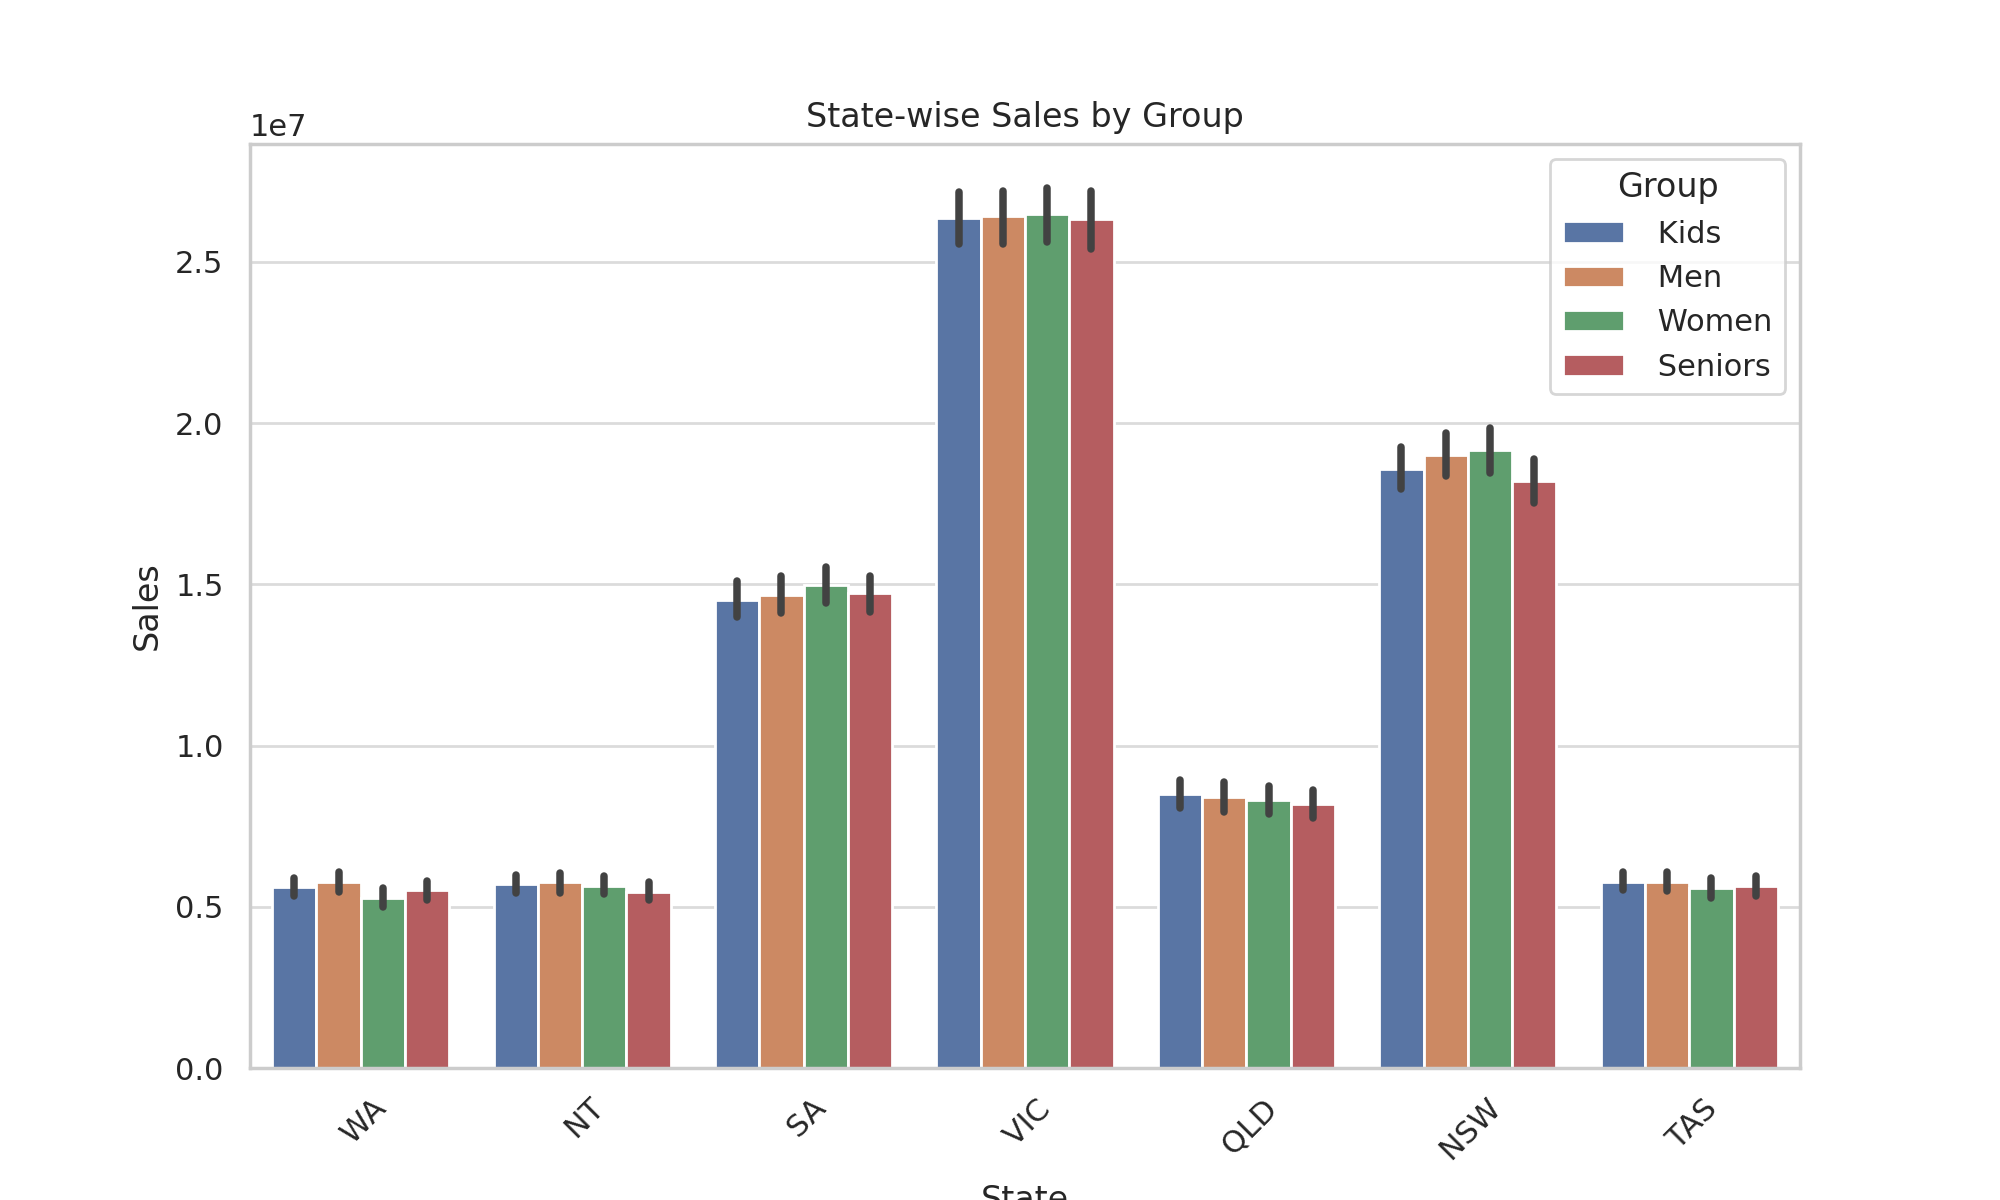 State-wise Sales by Group
1e7
Group
Kids
Men
Women
Seniors
2.5
2.0
1.5
1.0
0.5
0.0
Sales
WA
NT
SA
VIC
QLD
NSW
TAS
State